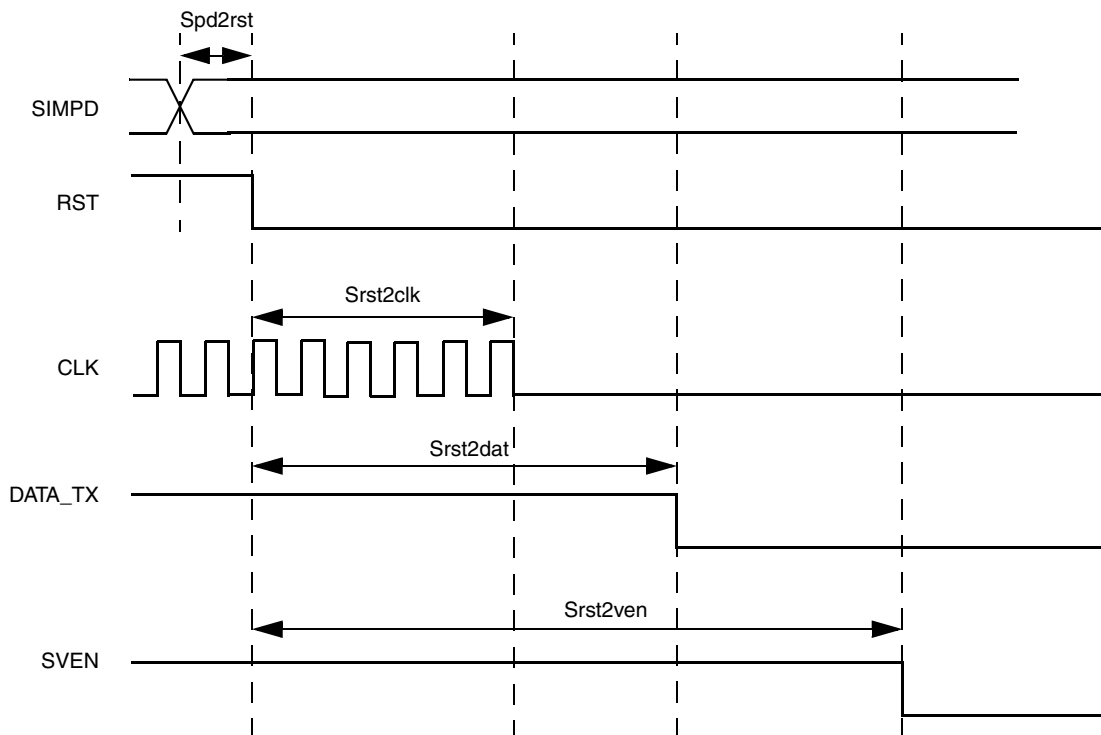 Spd2rst
SIMPD
RST
Srst2clk
CLK
Srst2dat
DATA_TX
Srst2ven
SVEN